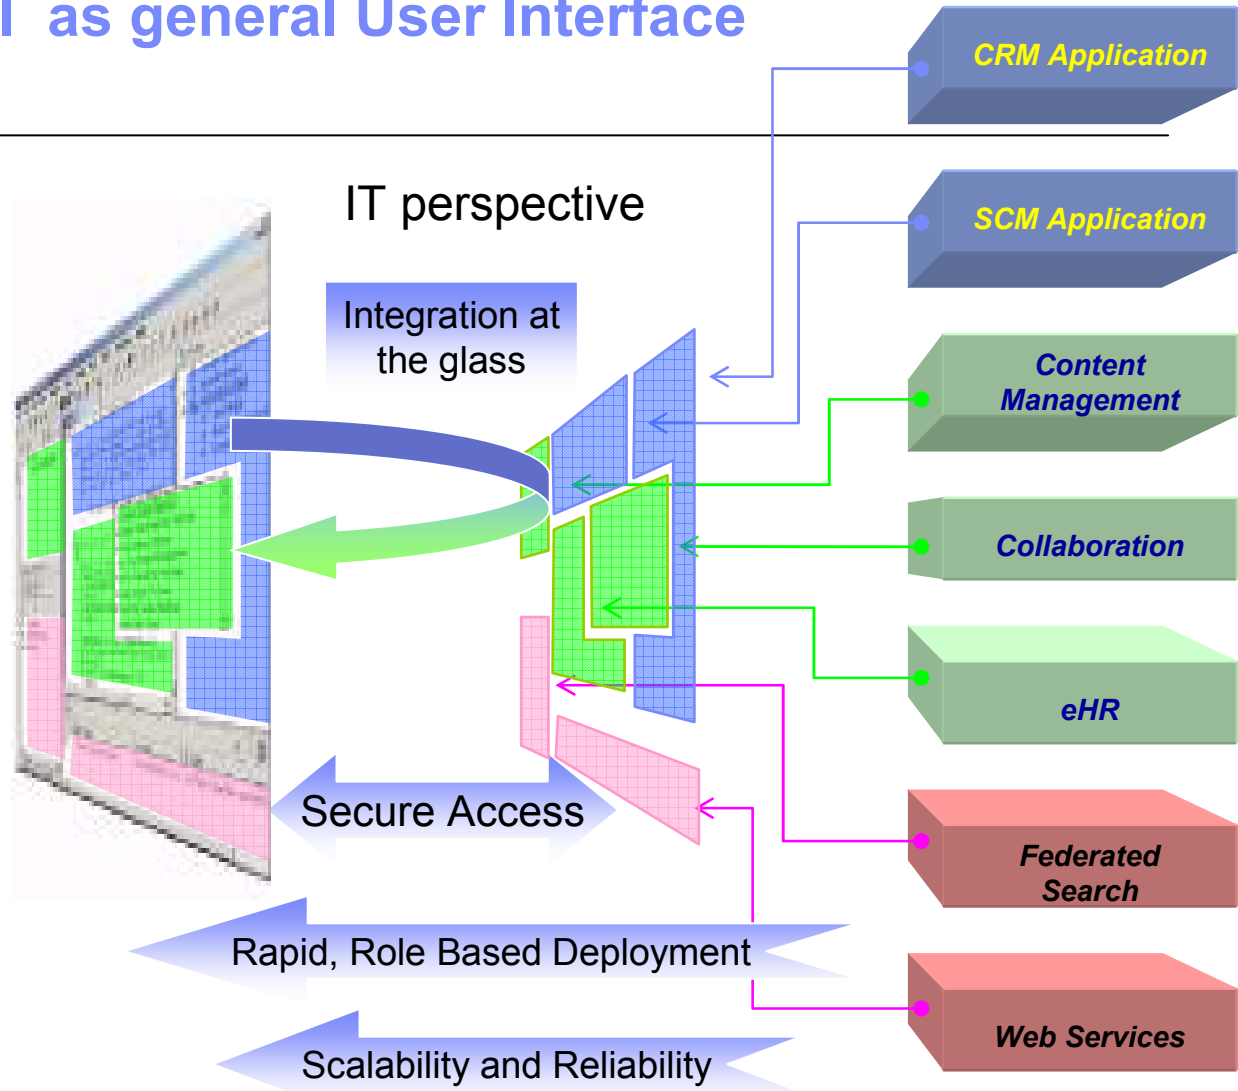 as general User Interface
CRM Application
IT perspective
SCM Application
Integration at
the glass
Content
Management
Collaboration
eHR
Secure Access
Federated
Search
Rapid, Role Based Deployment
Web Services
Scalability and Reliability